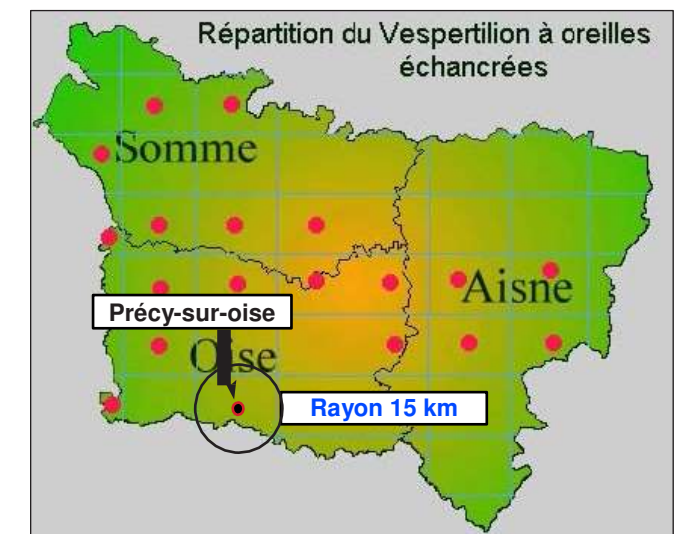 Répartition du Vespertilion à oreilles
échancrées
Somme
Aisne
Précy-sur-oise
Oise
Rayon 15 km